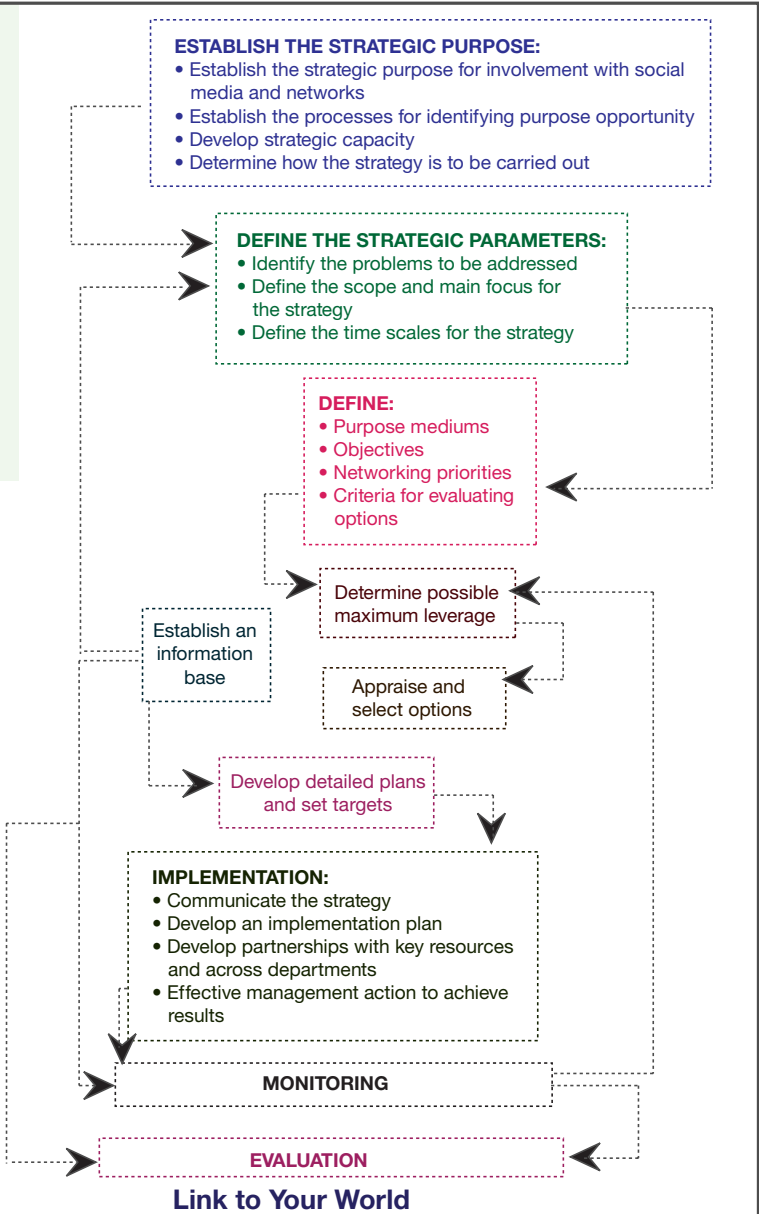 ESTABLISH THE STRATEGIC PURPOSE:
• Establish the strategic purpose for involvement with social
media and networks
• Establish the processes for identifying purpose opportunity
• Develop strategic capacity
• Determine how the strategy is to be carried out
DEFINE THE STRATEGIC PARAMETERS:
• Identify the problems to be addressed
• Define the scope and main focus for
the strategy
• Define the time scales for the strategy
DEFINE:
• Purpose mediums
• Objectives
• Networking priorities
• Criteria for evaluating
options
Determine possible
maximum leverage
Establish an
information
base
Appraise and
select options
Develop detailed plans
and set targets
IMPLEMENTATION:
• Communicate the strategy
• Develop an implementation plan
• Develop partnerships with key resources
and across departments
• Effective management action to achieve
results
MONITORING
EVALUATION
Link to Your World